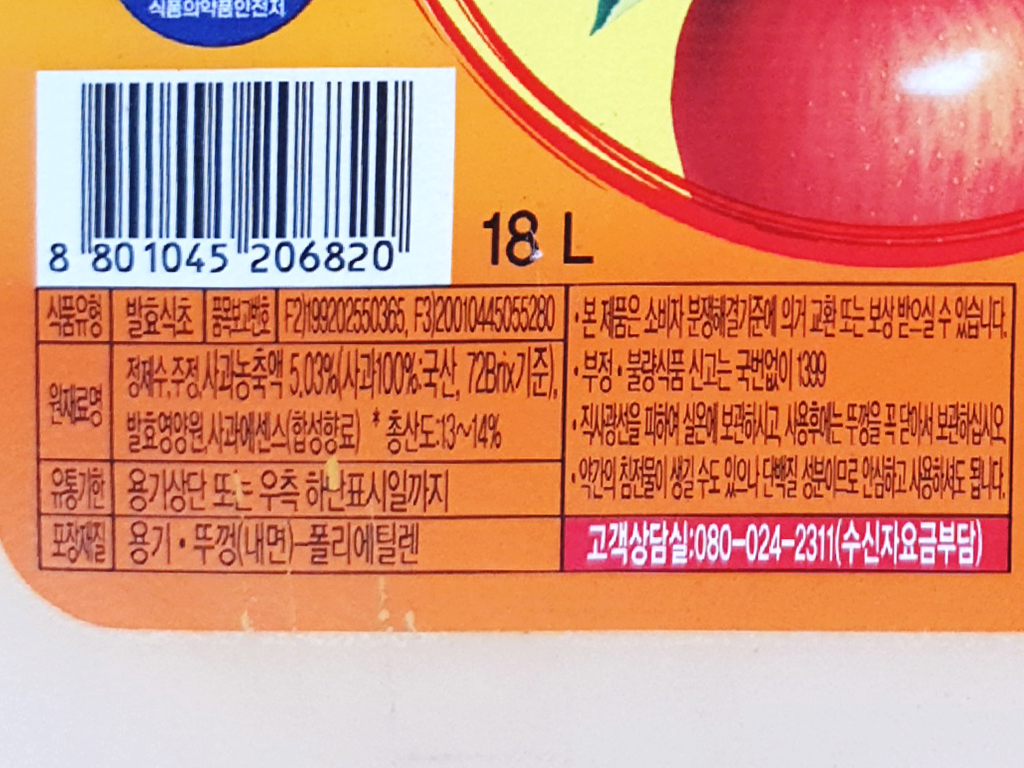 식품의약품안전처
8 801045 206820
18 L
식품유형 발효식초 품목보고번호 F2)199202550365, F3)20010445055280
원재료명 정제수,주정,사과농축액 5.03%(사과100%:국산, 72Brix기준),
발효영양원,사과에센스(합성향료) *총산도:13~14%
유통기한 용기상단 또는 우측 하단표시일까지
포장재질 용기•뚜껑(내면)-폴리에틸렌
•본 제품은 소비자 분쟁해결기준에 의거 교환 또는 보상 받으실 수 있습니다.
•부정•불량식품 신고는 국번없이 1399
•직사광선을 피하여 실온에 보관하시고, 사용후에는 뚜껑을 꼭 닫아서 보관하십시오.
•약간의 침전물이 생길 수도 있으나 단백질 성분이므로 안심하고 사용하셔도 됩니다.
고객상담실:080-024-2311(수신자요금부담)